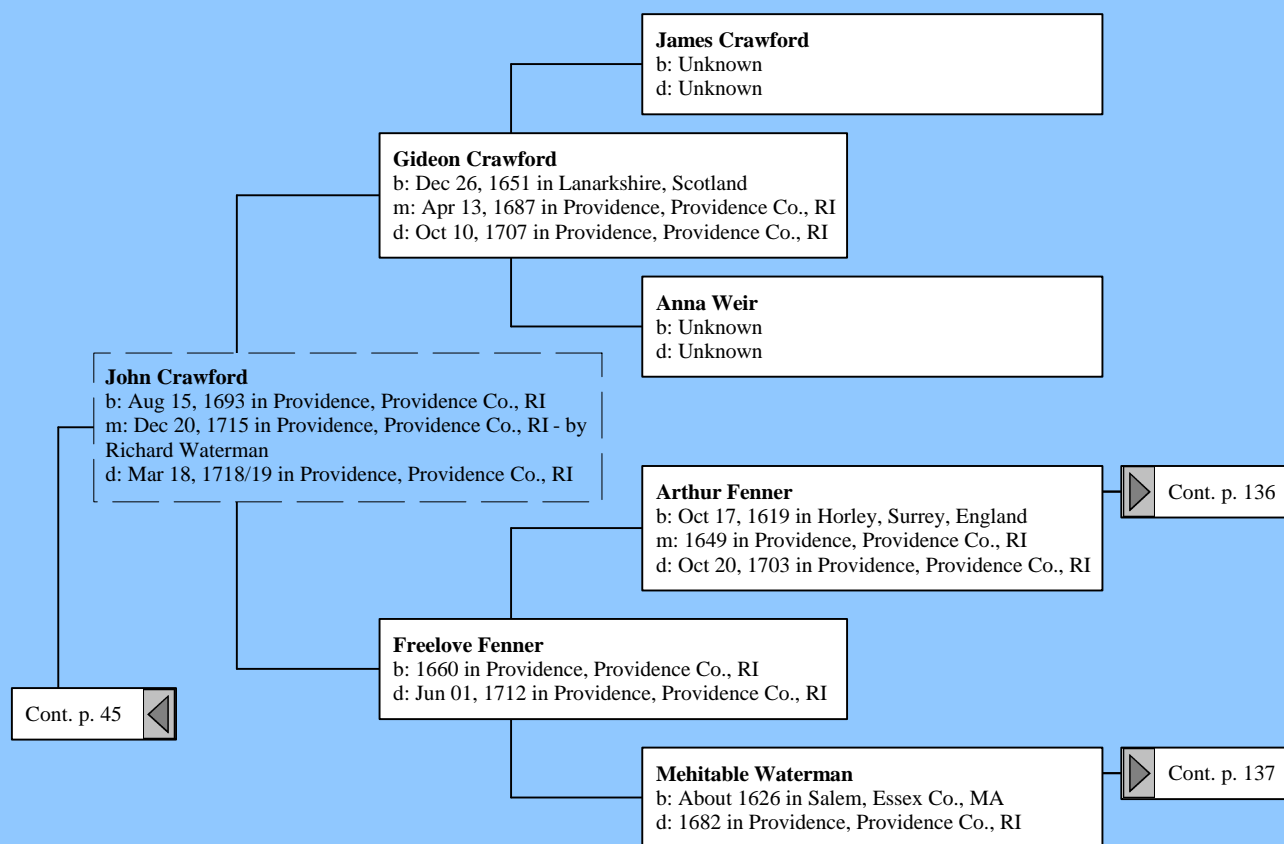 James Crawford
b: Unknown
d: Unknown
Gideon Crawford
b: Dec 26, 1651 in Lanarkshire, Scotland
m: Apr 13, 1687 in Providence, Providence Co., RI
d: Oct 10, 1707 in Providence, Providence Co., RI
Anna Weir
b: Unknown
d: Unknown
John Crawford
b: Aug 15, 1693 in Providence, Providence Co., RI
m: Dec 20, 1715 in Providence, Providence Co., RI - by
Richard Waterman
d: Mar 18, 1718/19 in Providence, Providence Co., RI
Arthur Fenner
b: Oct 17, 1619 in Horley, Surrey, England
m: 1649 in Providence, Providence Co., RI
d: Oct 20, 1703 in Providence, Providence Co., RI
Cont. p. 136
Freelove Fenner
b: 1660 in Providence, Providence Co., RI
d: Jun 01, 1712 in Providence, Providence Co., RI
Cont. p. 45
Mehitable Waterman
b: About 1626 in Salem, Essex Co., MA
d: 1682 in Providence, Providence Co., RI
Cont. p. 137